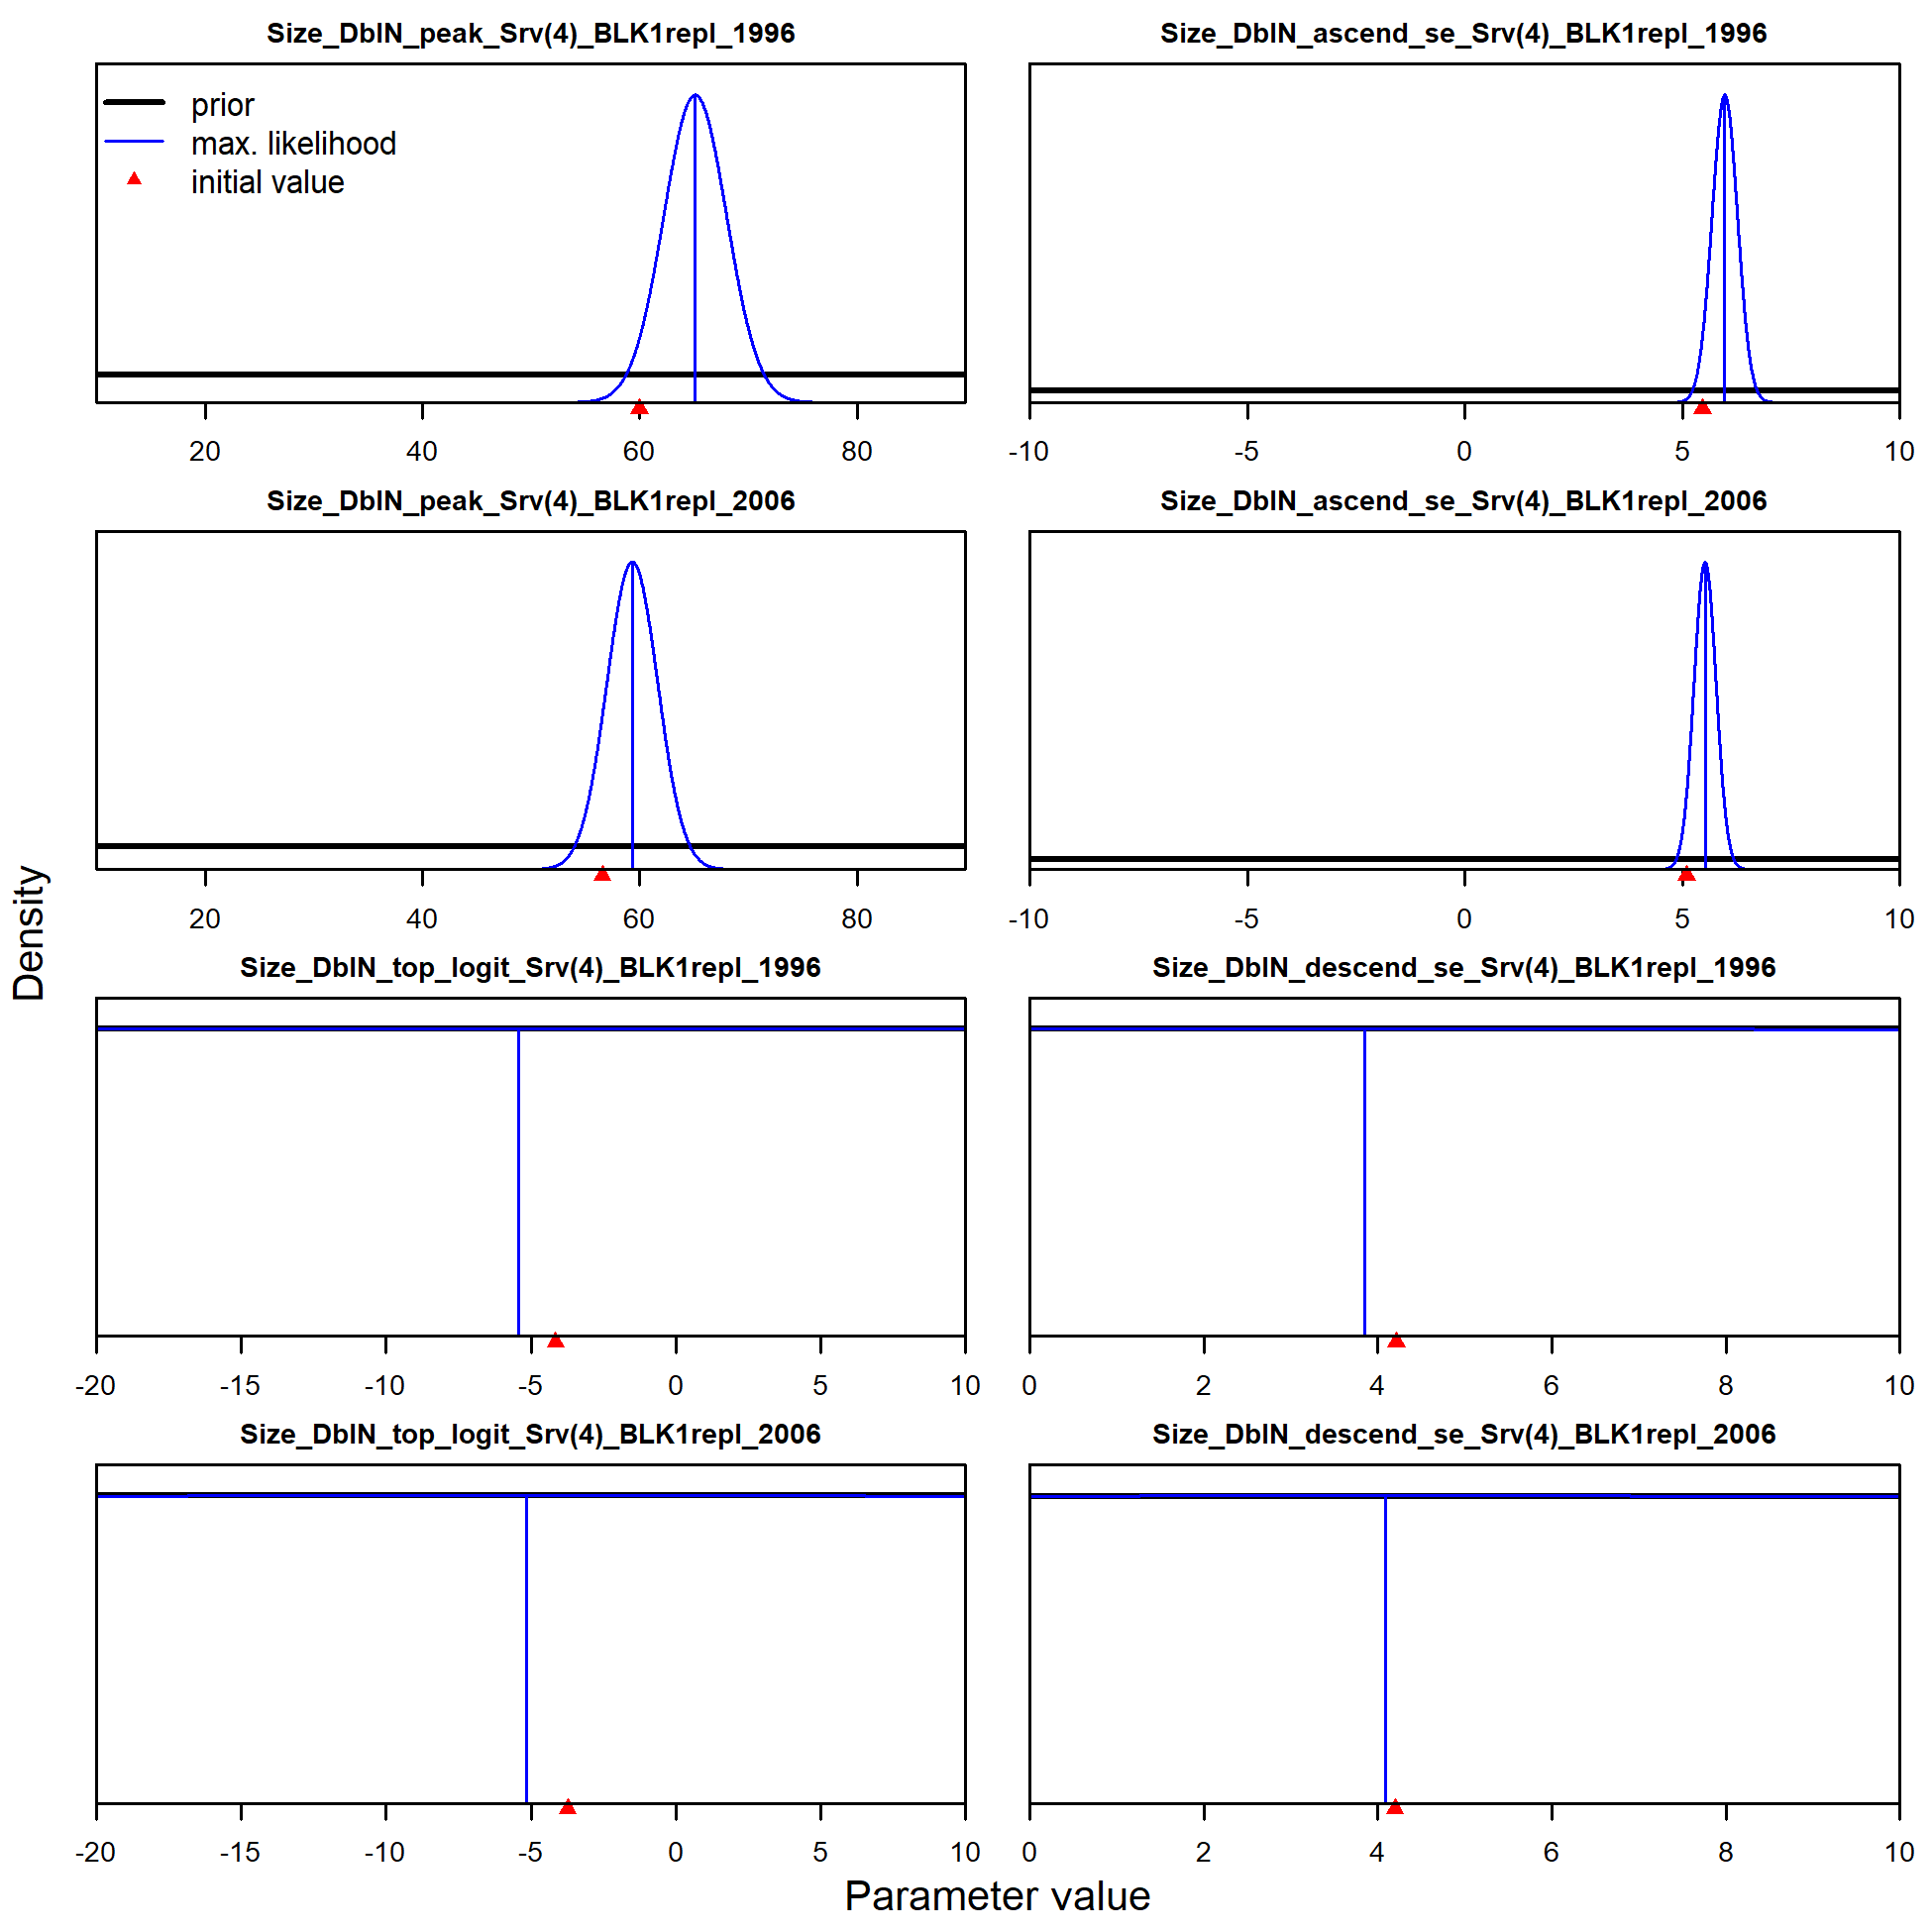 Size_DblN_peak_Srv(4)_BLK1repl_1996
prior
max. likelihood
initial value
20 40 60 80
Size_DblN_ascend_se_Srv(4)_BLK1repl_1996
-10 -5 0 5 10
Size_DblN_peak_Srv(4)_BLK1repl_2006
20 40 60 80
Size_DblN_ascend_se_Srv(4)_BLK1repl_2006
-10 -5 0 5 10
Size_DblN_top_logit_Srv(4)_BLK1repl_1996
-20 -15 -10 -5 0 5 10
Size_DblN_descend_se_Srv(4)_BLK1repl_1996
0 2 4 6 8 10
Size_DblN_top_logit_Srv(4)_BLK1repl_2006
-20 -15 -10 -5 0 5 10
Size_DblN_descend_se_Srv(4)_BLK1repl_2006
0 2 4 6 8 10
Density
Parameter value